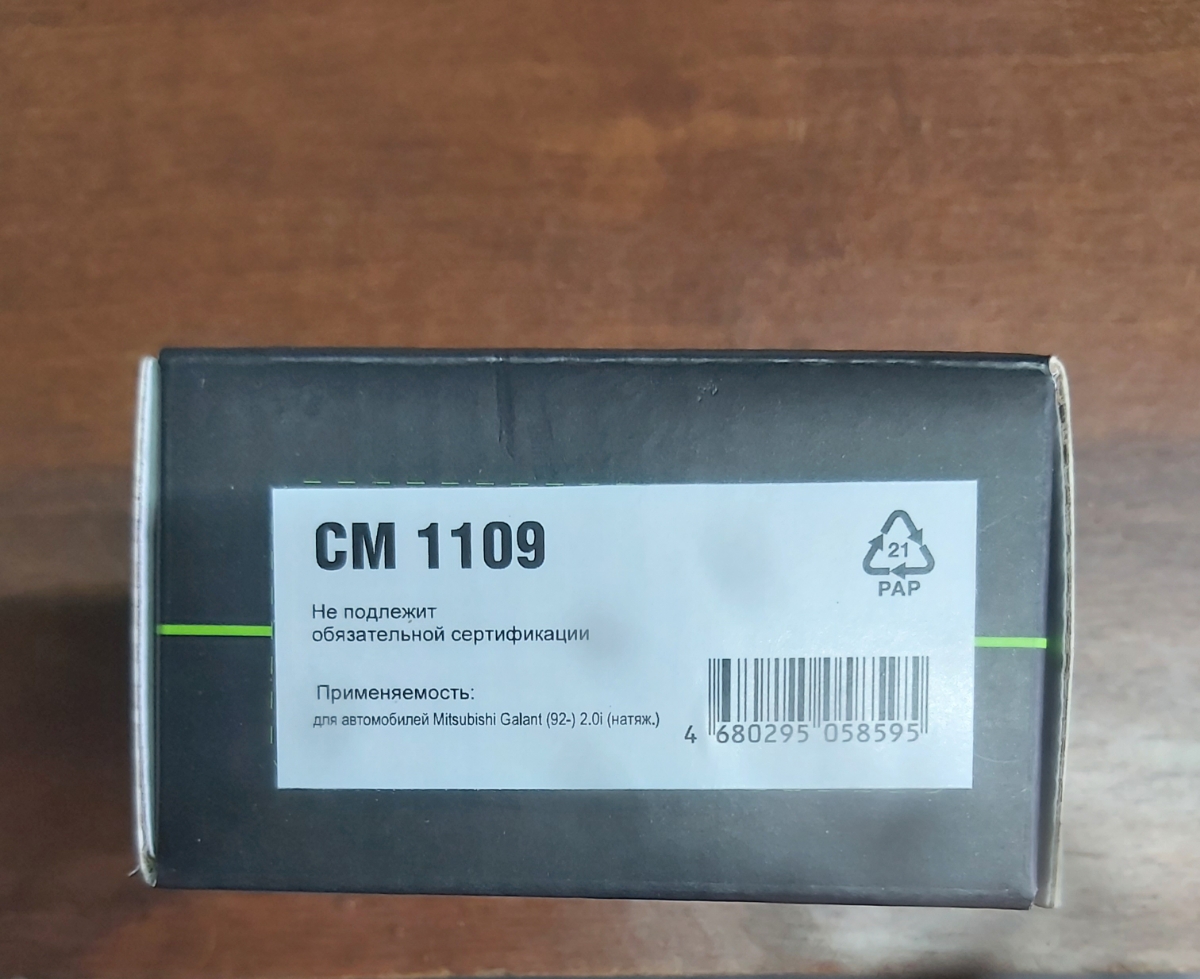 CM 1109
21
PAP
Не подлежит
обязательной сертификации
Применяемость:
для автомобилей Mitsubishi Galant (92-) 2.0i (натяж.)
4 680295 058595